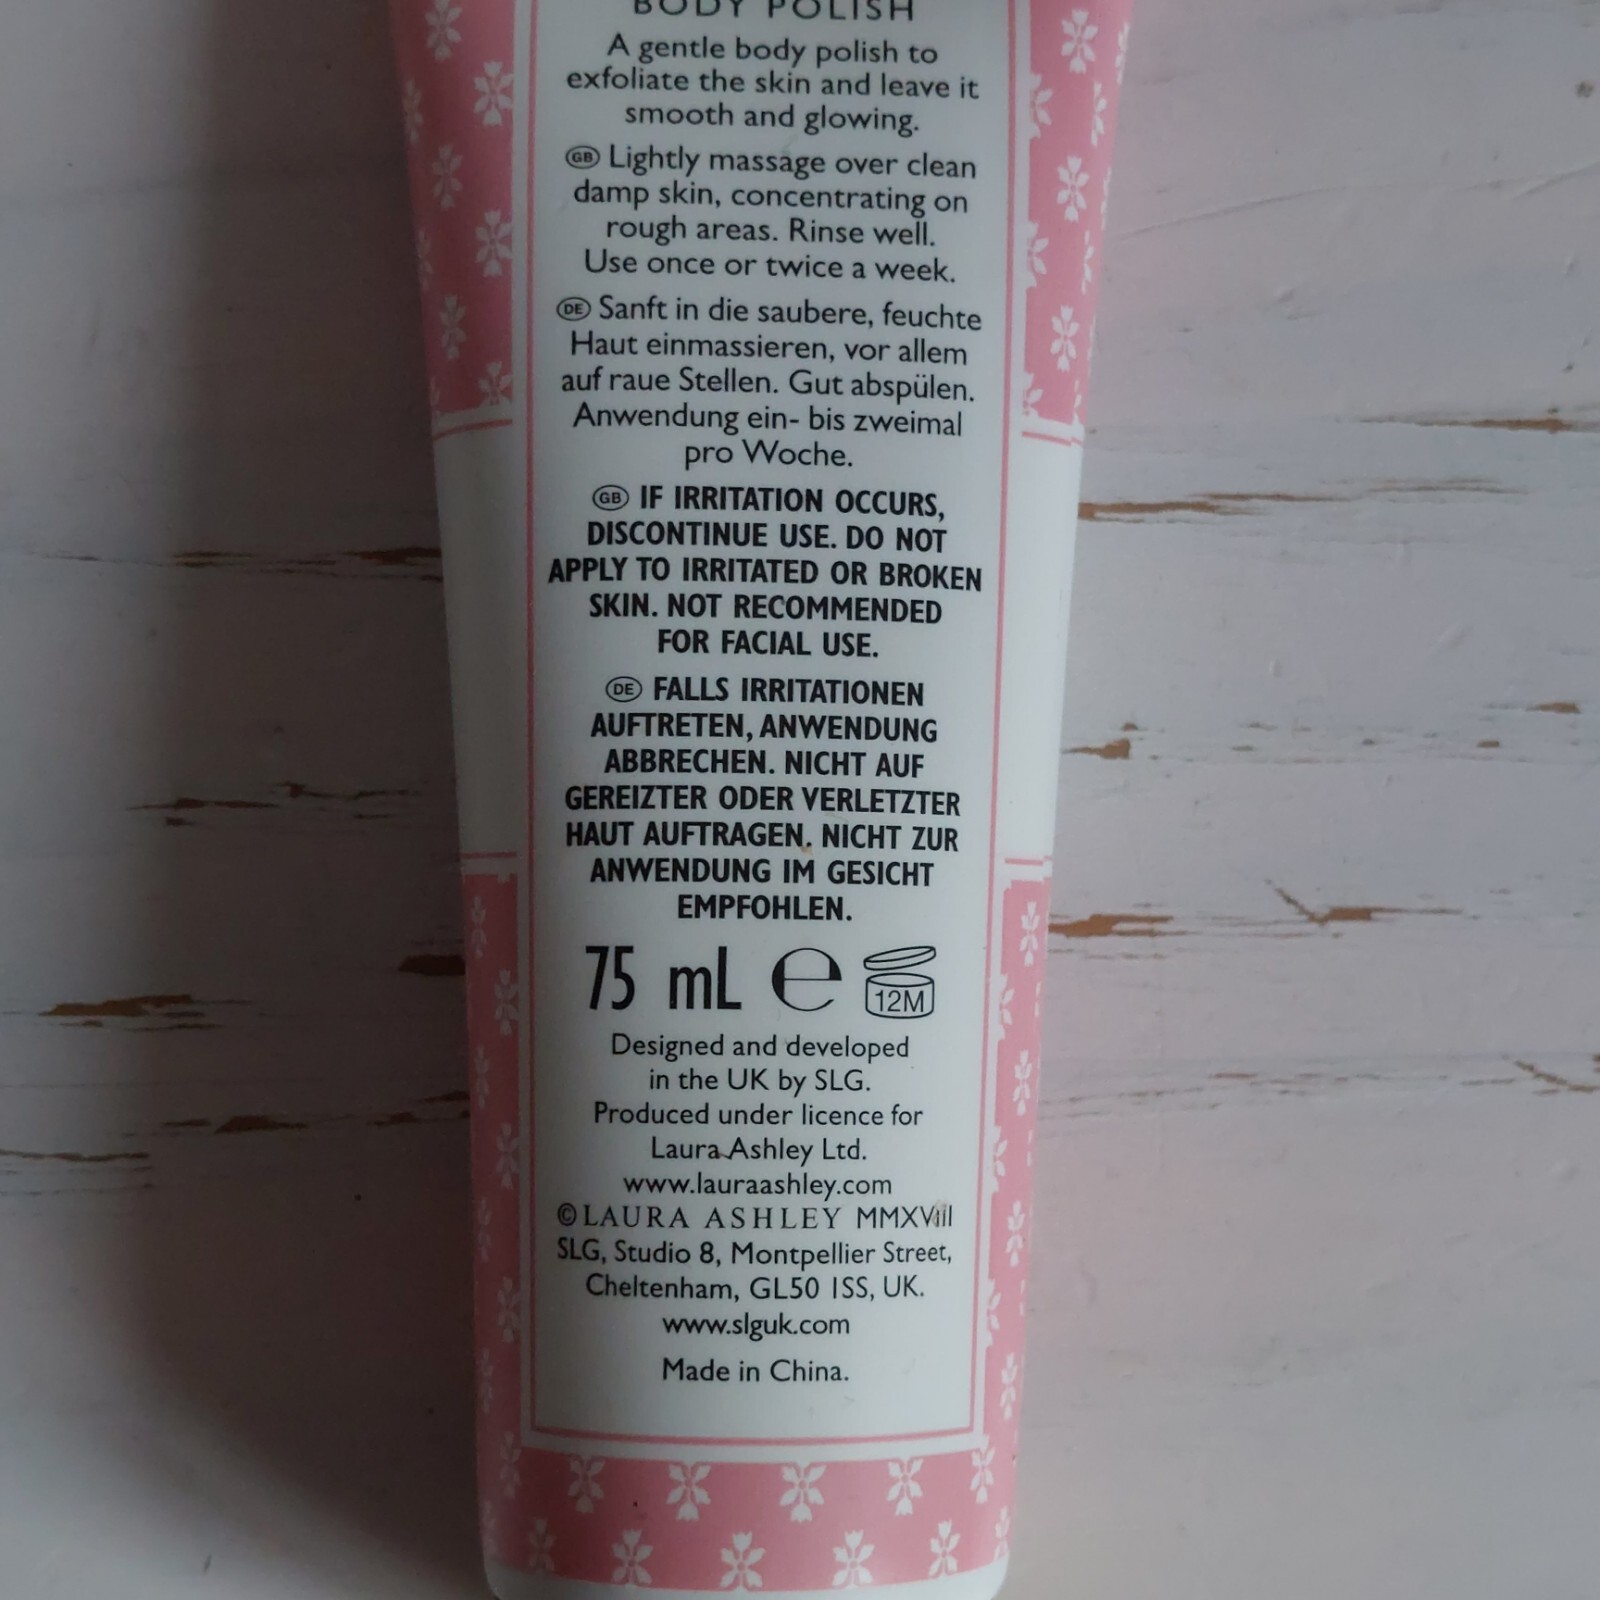 BODY POLISH
A gentle body polish to
exfoliate the skin and leave it
smooth and glowing.
GB Lightly massage over clean
damp skin, concentrating on
rough areas. Rinse well.
Use once or twice a week.
DE Sanft in die saubere, feuchte
Haut einmassieren, vor allem
auf raue Stellen. Gut abspülen.
Anwendung ein- bis zweimal
pro Woche.
GB IF IRRITATION OCCURS,
DISCONTINUE USE. DO NOT
APPLY TO IRRITATED OR BROKEN
SKIN. NOT RECOMMENDED
FOR FACIAL USE.
DE FALLS IRRITATIONEN
AUFTRETEN, ANWENDUNG
ABBRECHEN. NICHT AUF
GEREIZTER ODER VERLETZTER
HAUT AUFTRAGEN. NICHT ZUR
ANWENDUNG IM GESICHT
EMPFOHLEN.
75 mL e 12M
Designed and developed
in the UK by SLG.
Produced under licence for
Laura Ashley Ltd.
www.lauraashley.com
©LAURA ASHLEY MMXVIII
SLG, Studio 8, Montpellier Street,
Cheltenham, GL50 1SS, UK.
www.slguk.com
Made in China.